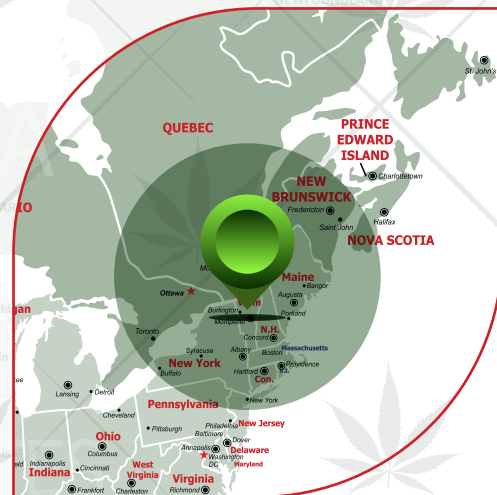 St. John's
QUEBEC
PRINCE
EDWARD
ISLAND
Charlottetown
NEW
BRUNSWICK
Fredericton
Halifax
Saint John
NOVA SCOTIA
Maine
Bangor
Ottawa
Augusta
Burlington
Montpelier
Portland
Toronto
N.H.
Concord
Syracuse
Albany
Boston
Massachusetts
New York
Buffalo
Hartford
Providence
Con.
Lansing
Detroit
Pennsylvania
New York
Cheveland
New Jersey
Philadelhia
Pittsburgh
Baltimore
Ohio
Columbus
Annapolis
Dover
Delaware
Washington
DC
Maryland
Indianapolis
Indiana
Cincinnati
West
Virginia
Virginia
Frankfort
Charleston
Richmond